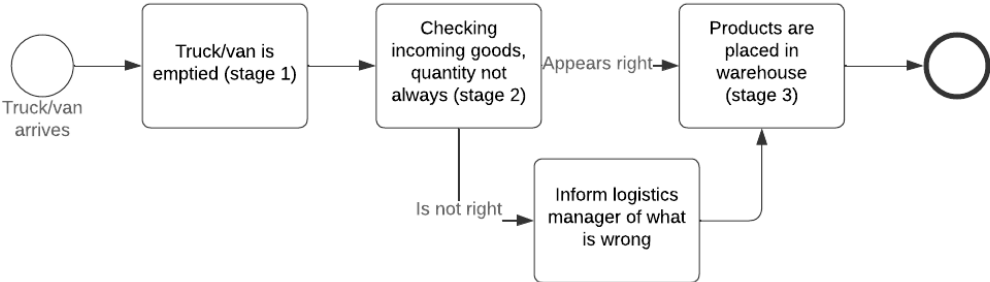 Truck/van
arrives
Truck/van is
emptied (stage 1)
Checking
incoming goods,
quantity not
always (stage 2)
Appears right
Products are
placed in
warehouse
(stage 3)
Is not right
Inform logistics
manager of what
is wrong